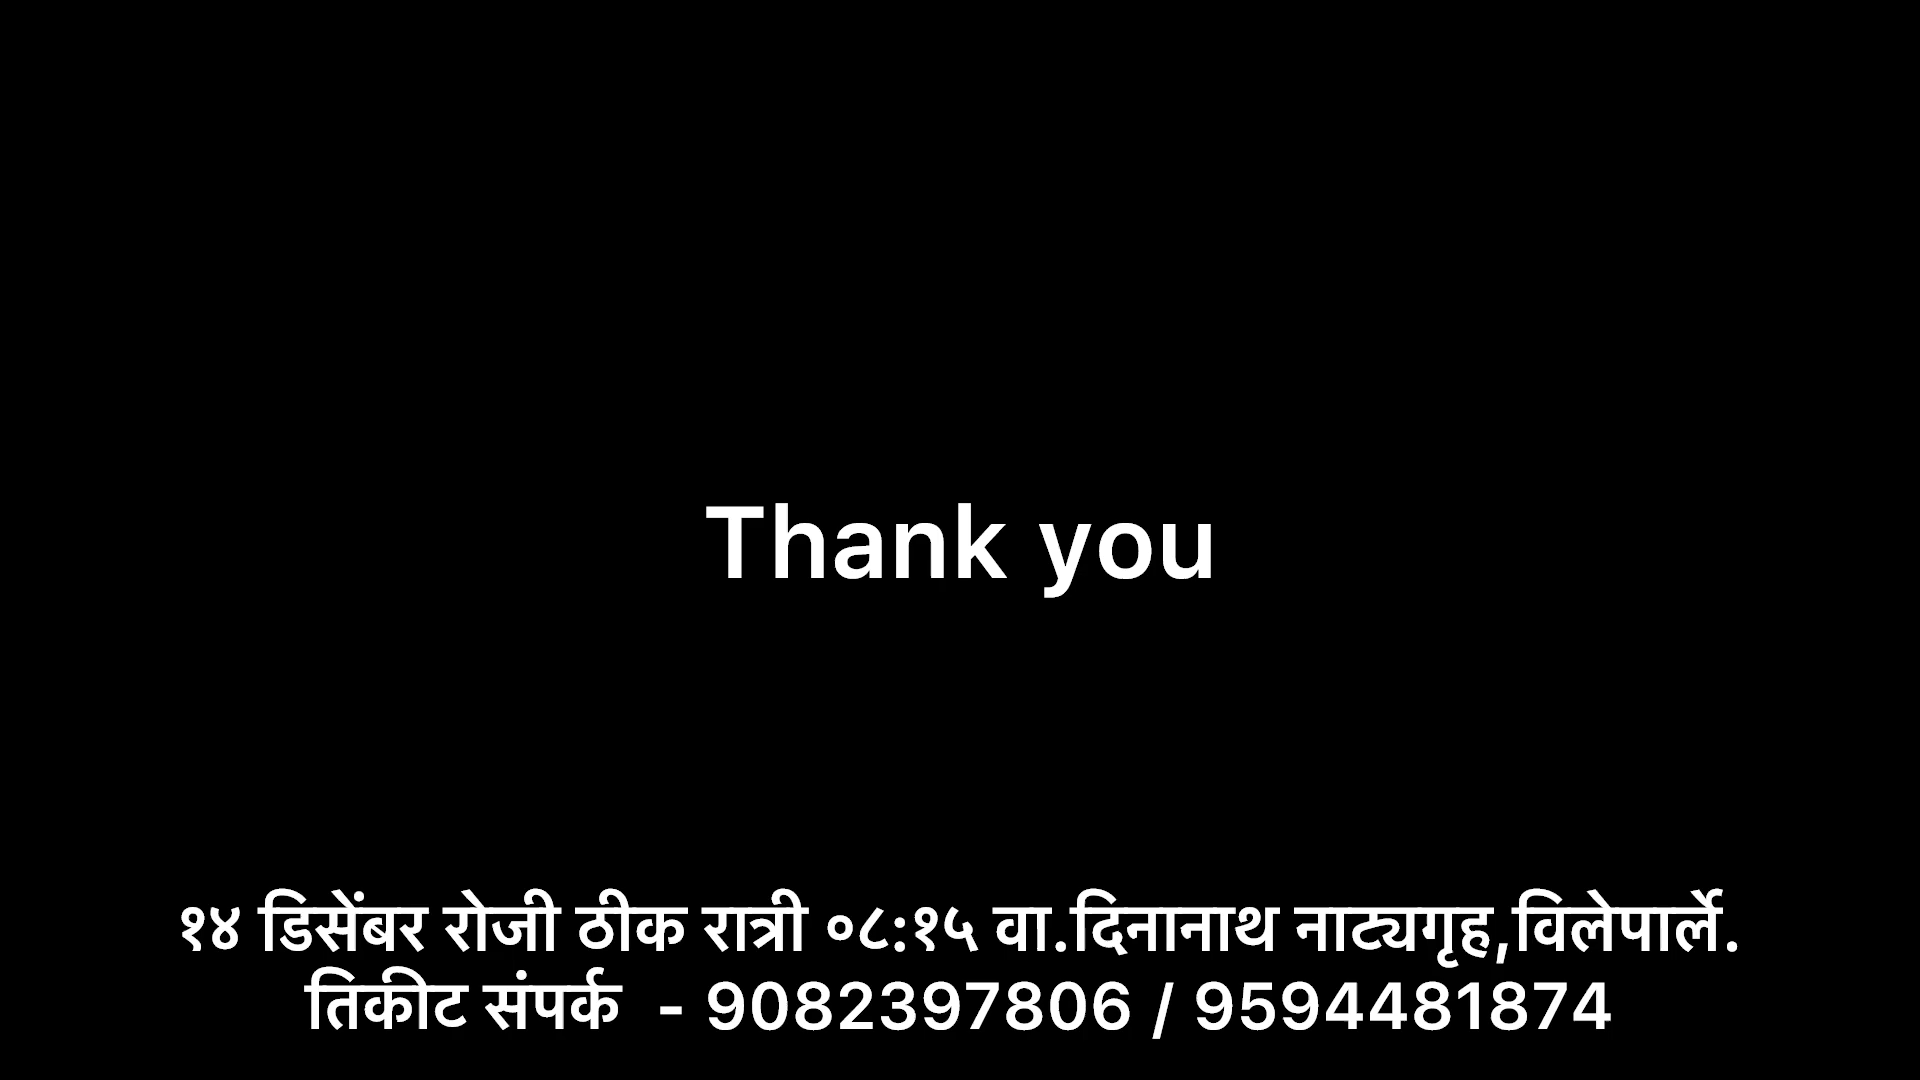 Thank you
१४ डिसेंबर रोजी ठीक रात्री ०८:१५ वा.दिनानाथ नाट्यगृह,विलेपार्ले.
तिकीट संपर्क - 9082397806 / 9594481874